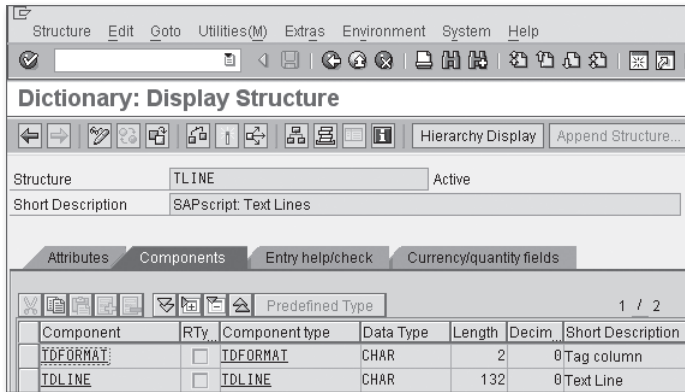 Structure Edit Goto Utilities(M) Extras Environment System Help
Dictionary: Display Structure
Hierarchy Display Append Structure...
Structure TLINE Active
Short Description SAPscript: Text Lines
Attributes Components Entry help/check Currency/quantity fields
Predefined Type 1 / 2
Component RTy... Component type Data Type Length Decim... Short Description
TDFORMAT TDFORMAT CHAR 2 0 Tag column
TDLINE TDLINE CHAR 132 0 Text Line